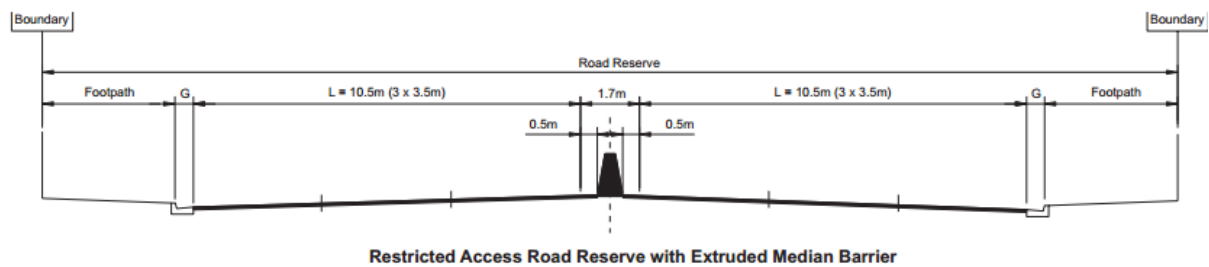 Boundary Boundary
Road Reserve
Footpath G L = 10.5m (3 x 3.5m) 1.7m L = 10.5m (3 x 3.5m) G Footpath
0.5m 0.5m
Restricted Access Road Reserve with Extruded Median Barrier